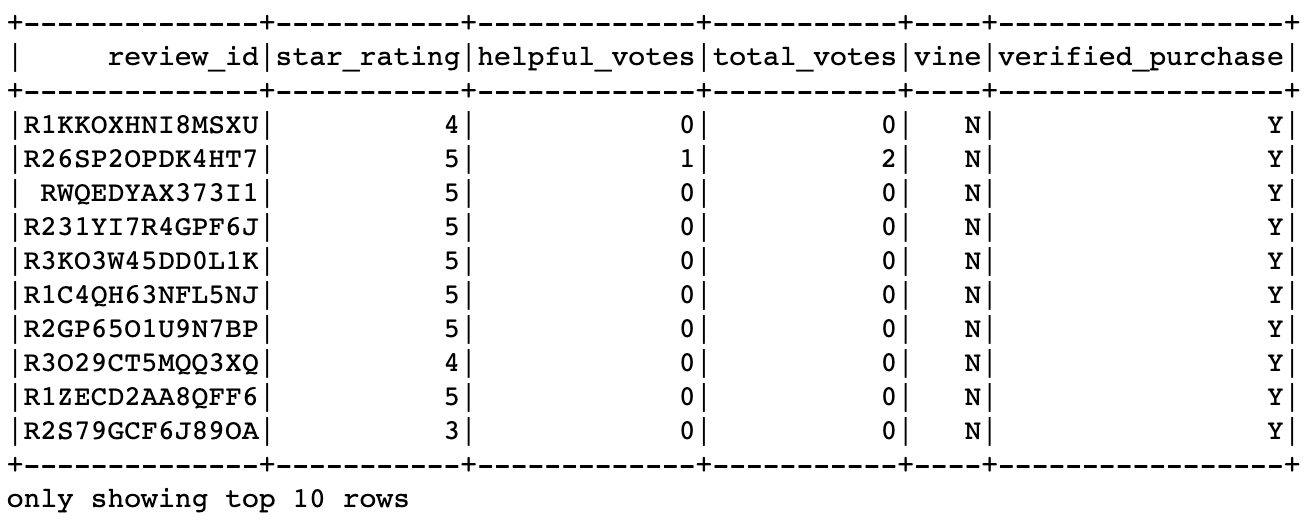 +--------------+-----------+-------------+-----------+----+-----------------+
|     review_id|star_rating|helpful_votes|total_votes|vine|verified_purchase|
+--------------+-----------+-------------+-----------+----+-----------------+
|R1KKOXHNI8MSXU|          4|            0|          0|   N|                Y|
|R26SP2OPDK4HT7|          5|            1|          2|   N|                Y|
| RWQEDYAX373I1|          5|            0|          0|   N|                Y|
|R231YI7R4GPF6J|          5|            0|          0|   N|                Y|
|R3KO3W45DD0L1K|          5|            0|          0|   N|                Y|
|R1C4QH63NFL5NJ|          5|            0|          0|   N|                Y|
|R2GP65O1U9N7BP|          5|            0|          0|   N|                Y|
|R3O29CT5MQQ3XQ|          4|            0|          0|   N|                Y|
|R1ZECD2AA8QFF6|          5|            0|          0|   N|                Y|
|R2S79GCF6J89OA|          3|            0|          0|   N|                Y|
+--------------+-----------+-------------+-----------+----+-----------------+
only showing top 10 rows